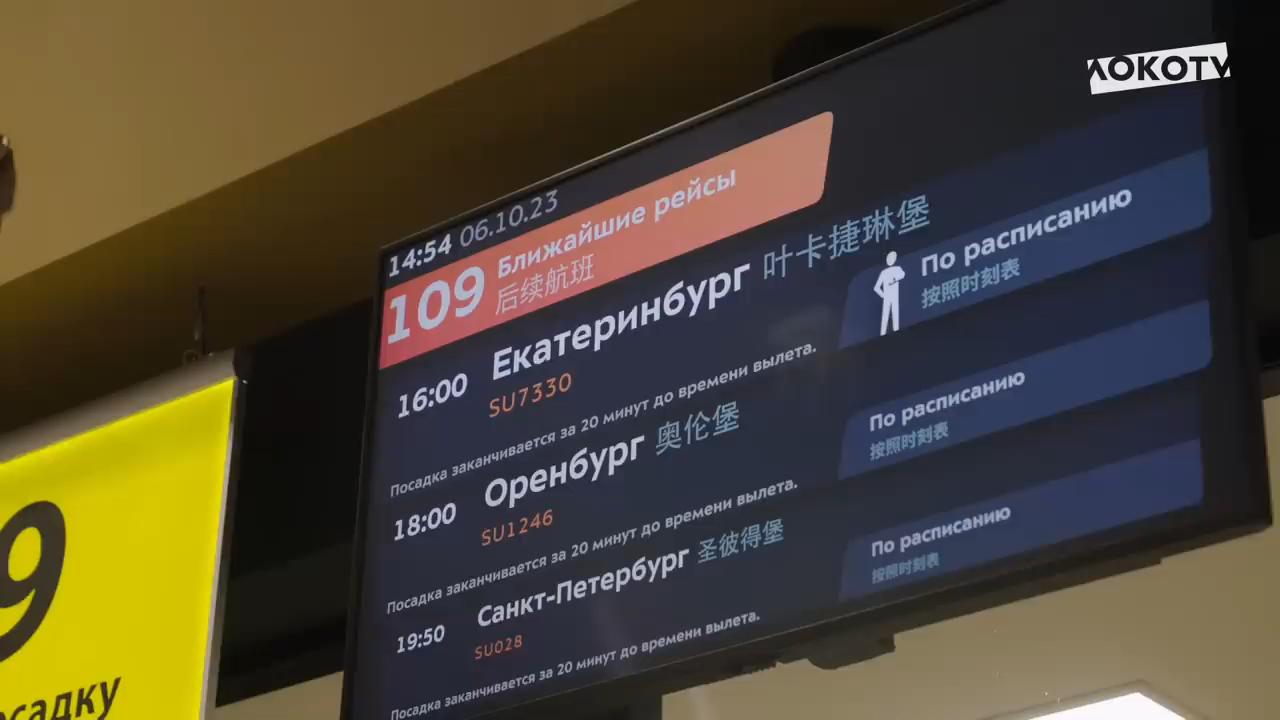 ЛОКОTV
14:54 06.10.23
109 Ближайшие рейсы
后续航班
16:00 Екатеринбург 叶卡捷琳堡 По расписанию
SU7330 按照时刻表
Посадка заканчивается за 20 минут до времени вылета.
18:00 Оренбург 奥伦堡 По расписанию
SU1246 按照时刻表
Посадка заканчивается за 20 минут до времени вылета.
19:50 Санкт-Петербург 圣彼得堡 По расписанию
SU028 按照时刻表
Посадка заканчивается за 20 минут до времени вылета.
9
осадку